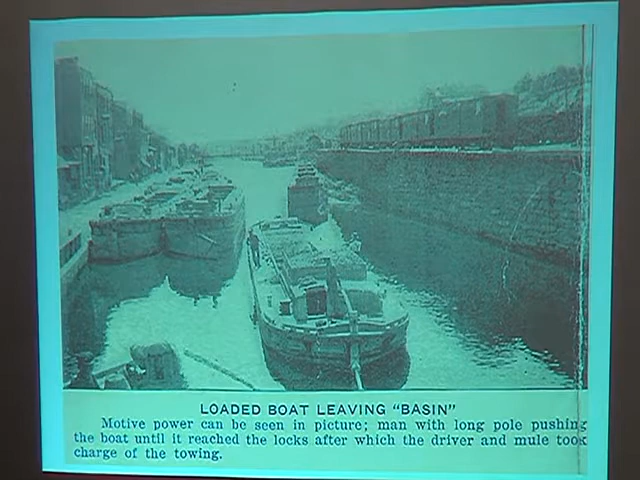 LOADED BOAT LEAVING "BASIN"
Motive power can be seen in picture; man with long pole pushing
the boat until it reached the locks after which the driver and mule took
charge of the towing.